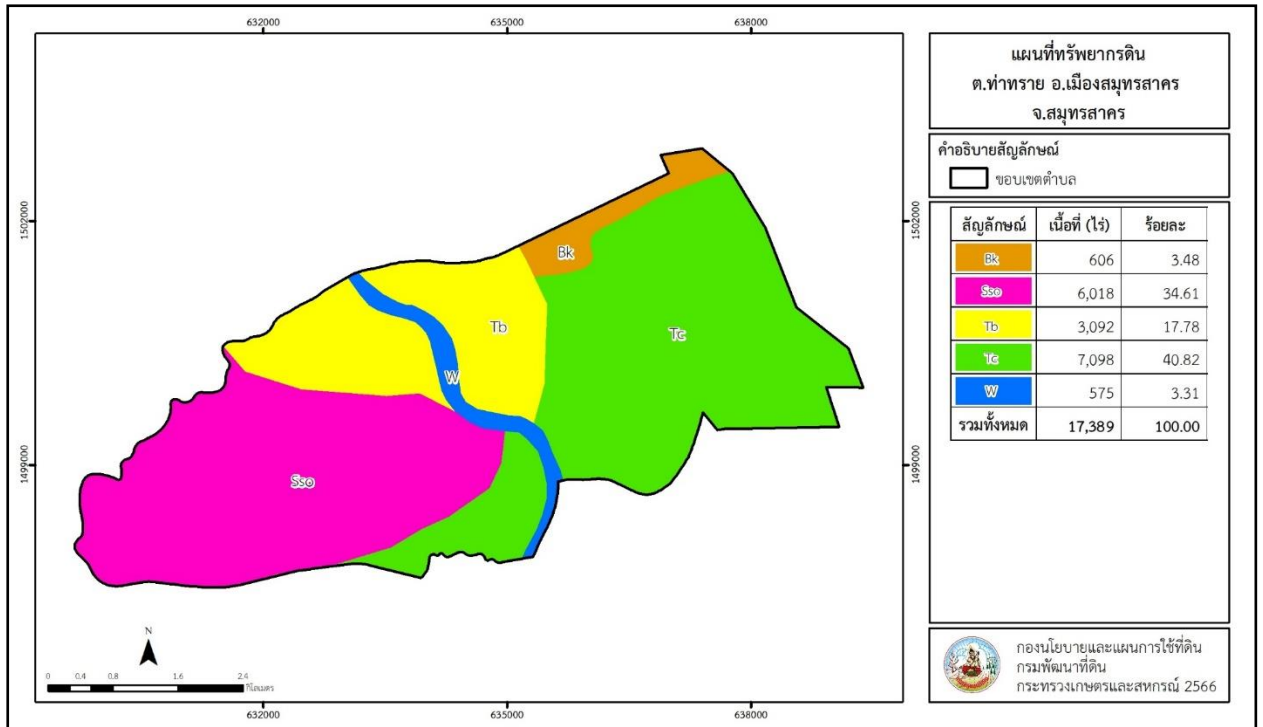 632000
635000
638000
1502000
1499000
1502000
1499000
Bk
Tb
Tc
W
Sso
N
0 0.4 0.8 1.6 2.4
กิโลเมตร
632000
635000
638000
แผนที่ทรัพยากรดิน
ต.ท่าทราย อ.เมืองสมุทรสาคร
จ.สมุทรสาคร
คำอธิบายสัญลักษณ์
ขอบเขตตำบล
สัญลักษณ์ เนื้อที่ (ไร่) ร้อยละ
Bk 606 3.48
Sso 6,018 34.61
Tb 3,092 17.78
Tc 7,098 40.82
W 575 3.31
รวมทั้งหมด 17,389 100.00
กองนโยบายและแผนการใช้ที่ดิน
กรมพัฒนาที่ดิน
กระทรวงเกษตรและสหกรณ์ 2566